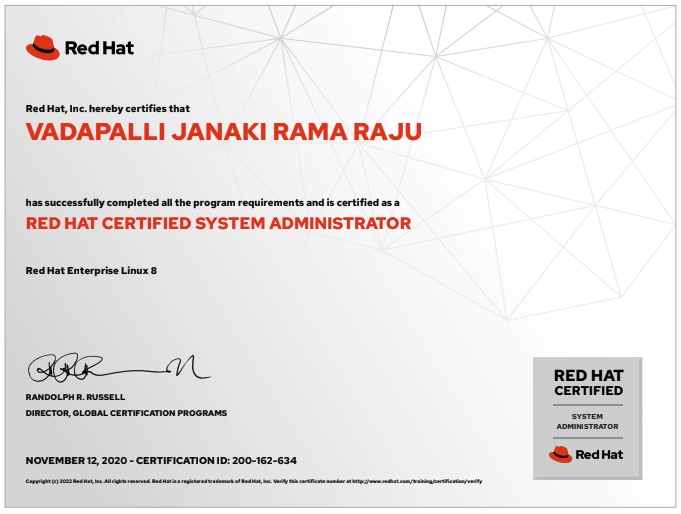 Red Hat
Red Hat, Inc. hereby certifies that
VADAPALLI JANAKI RAMA RAJU
has successfully completed all the program requirements and is certified as a
RED HAT CERTIFIED SYSTEM ADMINISTRATOR
Red Hat Enterprise Linux 8
RANDOLPH R. RUSSELL
DIRECTOR, GLOBAL CERTIFICATION PROGRAMS
NOVEMBER 12, 2020 - CERTIFICATION ID: 200-162-634
Copyright (c) 2022 Red Hat, Inc. All rights reserved. Red Hat is a registered trademark of Red Hat, Inc. Verify this certificate number at http://www.redhat.com/training/certification/verify
RED HAT
CERTIFIED
SYSTEM
ADMINISTRATOR
Red Hat